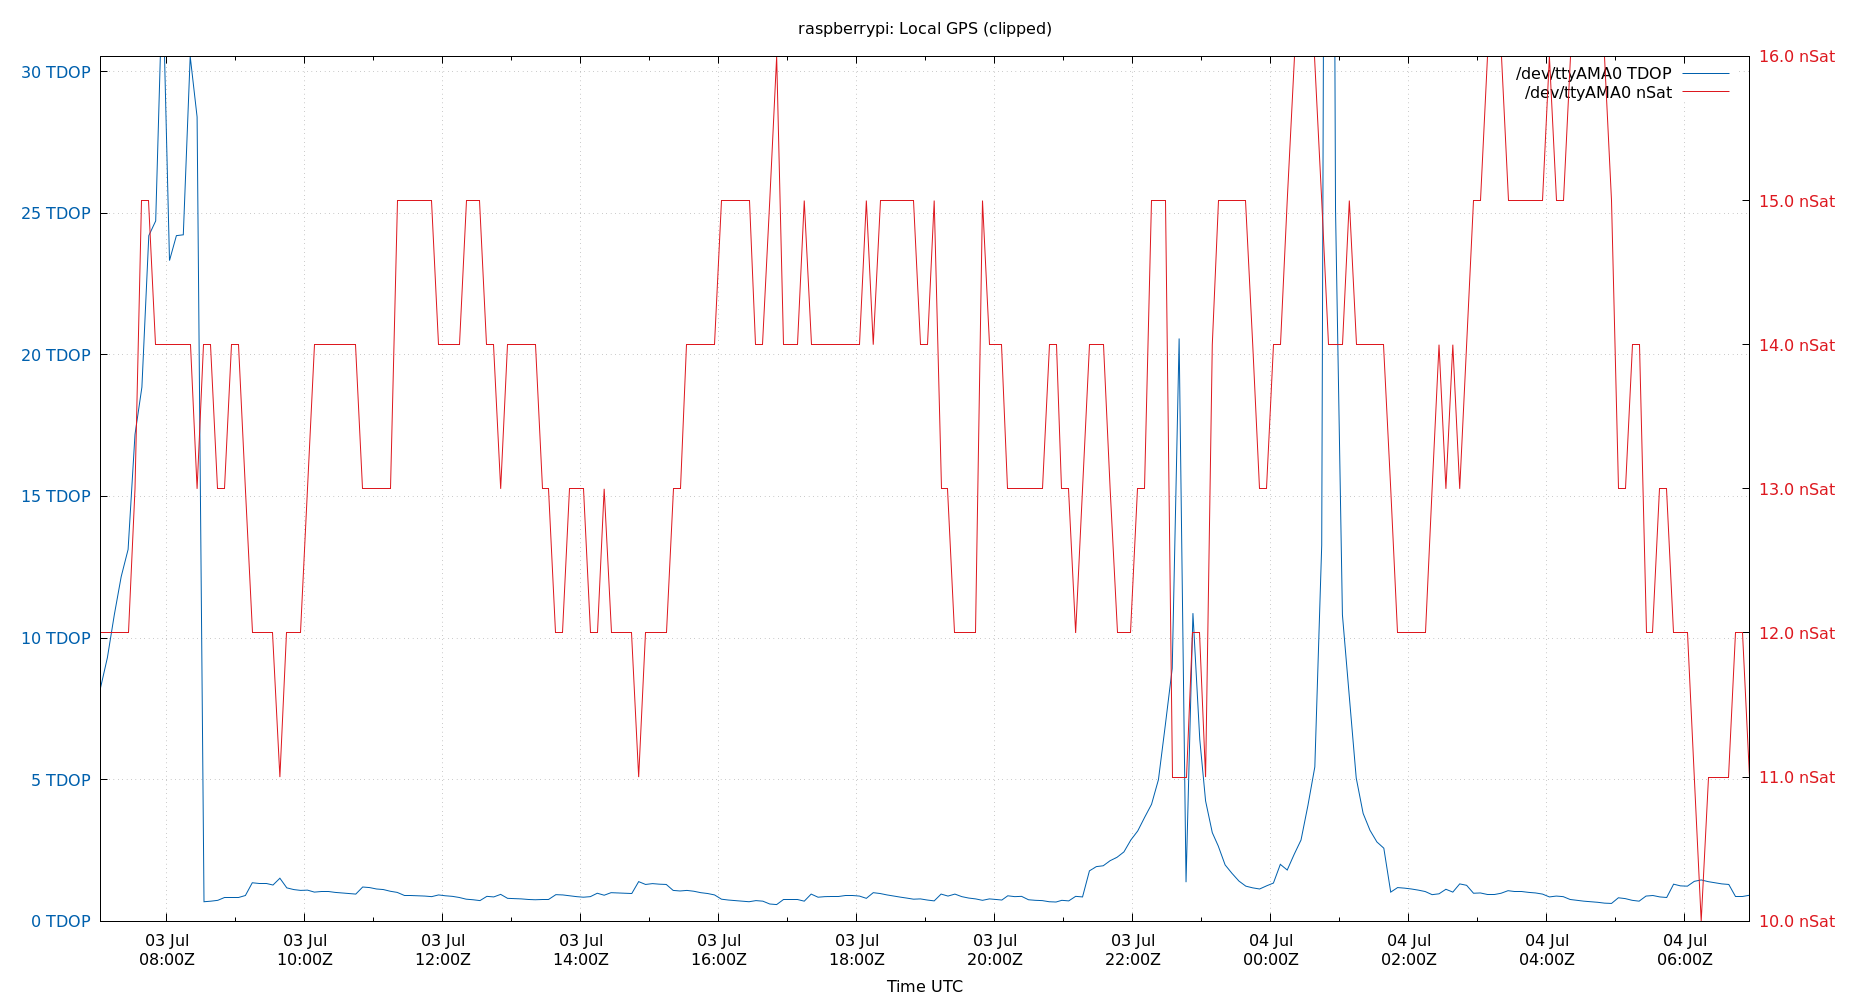 raspberrypi: Local GPS (clipped)
30 TDOP
25 TDOP
20 TDOP
15 TDOP
10 TDOP
5 TDOP
0 TDOP
16.0 nSat
15.0 nSat
14.0 nSat
13.0 nSat
12.0 nSat
11.0 nSat
10.0 nSat
/dev/ttyAMA0 TDOP
/dev/ttyAMA0 nSat
03 Jul
08:00Z
03 Jul
10:00Z
03 Jul
12:00Z
03 Jul
14:00Z
03 Jul
16:00Z
03 Jul
18:00Z
03 Jul
20:00Z
03 Jul
22:00Z
04 Jul
00:00Z
04 Jul
02:00Z
04 Jul
04:00Z
04 Jul
06:00Z
Time UTC